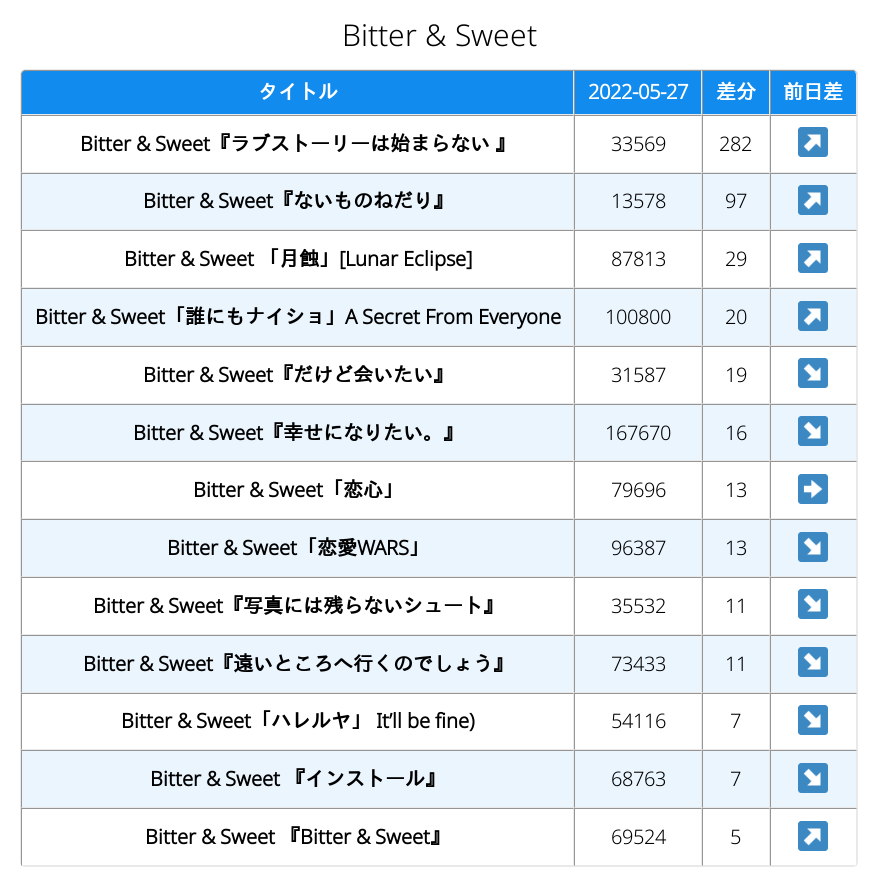 Bitter & Sweet
タイトル 2022-05-27 差分 前日差
Bitter & Sweet『ラブストーリーは始まらない 』 33569 282
Bitter & Sweet『ないものねだり』 13578 97
Bitter & Sweet 「月蝕」[Lunar Eclipse] 87813 29
Bitter & Sweet「誰にもナイショ」A Secret From Everyone 100800 20
Bitter & Sweet『だけど会いたい』 31587 19
Bitter & Sweet『幸せになりたい。』 167670 16
Bitter & Sweet「恋心」 79696 13
Bitter & Sweet「恋愛WARS」 96387 13
Bitter & Sweet『写真には残らないシュート』 35532 11
Bitter & Sweet『遠いところへ行くのでしょう』 73433 11
Bitter & Sweet「ハレルヤ」 It’ll be fine) 54116 7
Bitter & Sweet 『インストール』 68763 7
Bitter & Sweet 『Bitter & Sweet』 69524 5